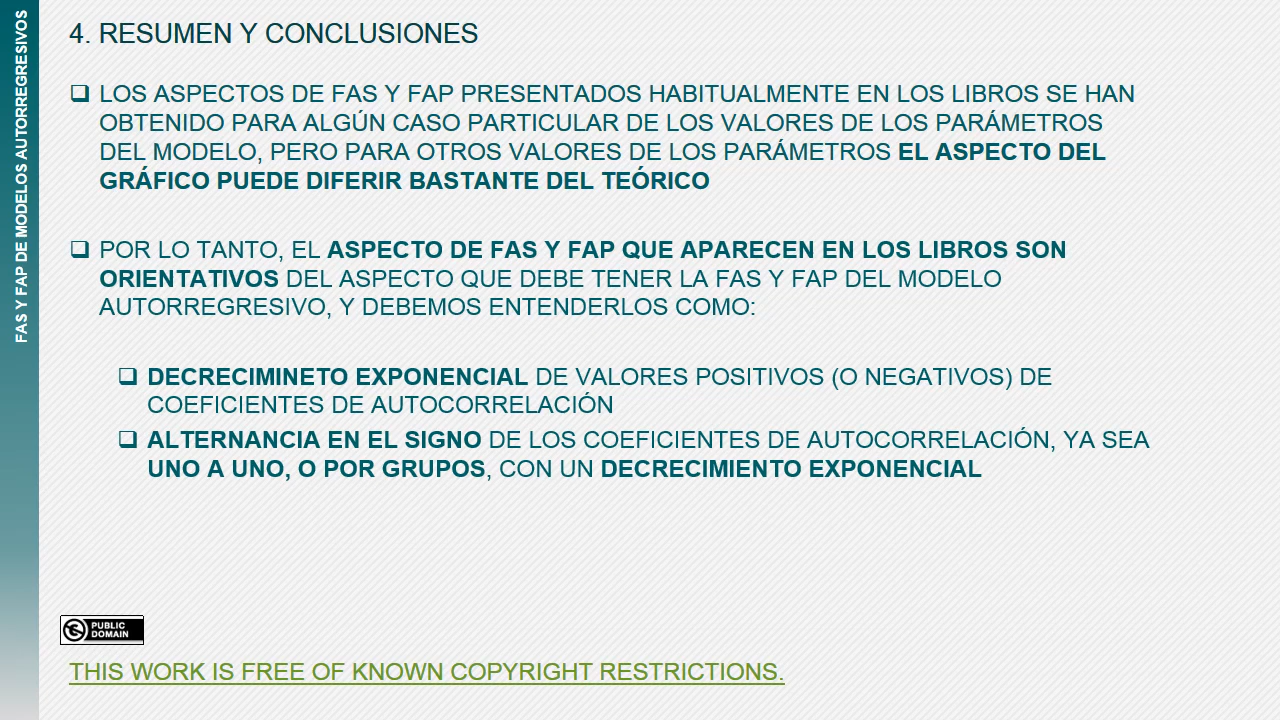 FAS Y FAP DE MODELOS AUTORREGRESIVOS
4. RESUMEN Y CONCLUSIONES
LOS ASPECTOS DE FAS Y FAP PRESENTADOS HABITUALMENTE EN LOS LIBROS SE HAN
OBTENIDO PARA ALGÚN CASO PARTICULAR DE LOS VALORES DE LOS PARÁMETROS
DEL MODELO, PERO PARA OTROS VALORES DE LOS PARÁMETROS EL ASPECTO DEL
GRÁFICO PUEDE DIFERIR BASTANTE DEL TEÓRICO
POR LO TANTO, EL ASPECTO DE FAS Y FAP QUE APARECEN EN LOS LIBROS SON
ORIENTATIVOS DEL ASPECTO QUE DEBE TENER LA FAS Y FAP DEL MODELO
AUTORREGRESIVO, Y DEBEMOS ENTENDERLOS COMO:
DECRECIMINETO EXPONENCIAL DE VALORES POSITIVOS (O NEGATIVOS) DE
COEFICIENTES DE AUTOCORRELACIÓN
ALTERNANCIA EN EL SIGNO DE LOS COEFICIENTES DE AUTOCORRELACIÓN, YA SEA
UNO A UNO, O POR GRUPOS, CON UN DECRECIMIENTO EXPONENCIAL
PUBLIC
DOMAIN
THIS WORK IS FREE OF KNOWN COPYRIGHT RESTRICTIONS.